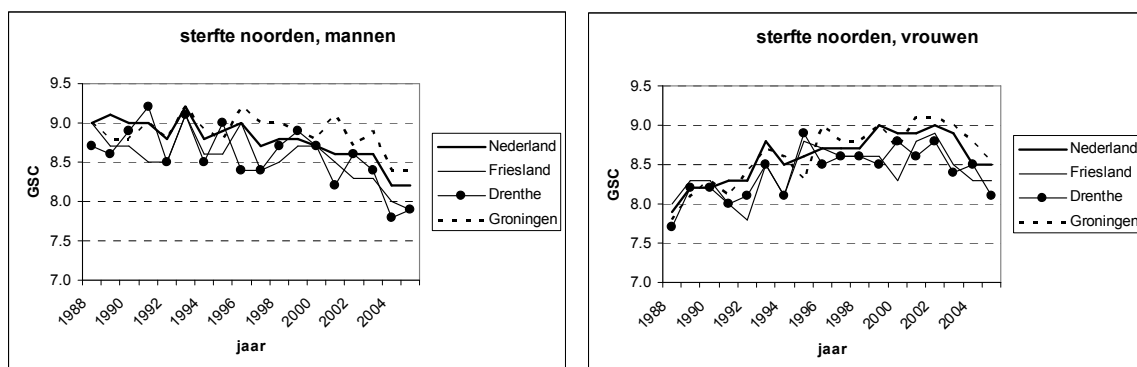 sterfte noorden, mannen
GSC
9.5
9.0
8.5
8.0
7.5
7.0
1988
1990
1992
1994
1996
1998
2000
2002
2004
jaar
Nederland
Friesland
Drenthe
Groningen
sterfte noorden, vrouwen
GSC
9.5
9.0
8.5
8.0
7.5
7.0
1988
1990
1992
1994
1996
1998
2000
2002
2004
jaar
Nederland
Friesland
Drenthe
Groningen